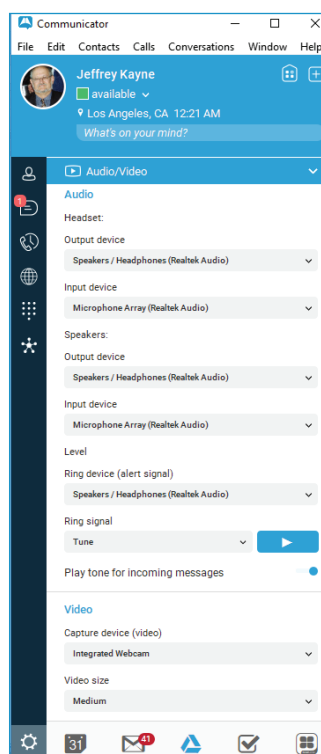 Communicator
File Edit Contacts Calls Conversations Window Help
Jeffrey Kayne
available
Los Angeles, CA 12:21 AM
What's on your mind?
Audio/Video
1
Audio
Headset:
Output device
Speakers / Headphones (Realtek Audio)
Input device
Microphone Array (Realtek Audio)
Speakers:
Output device
Speakers / Headphones (Realtek Audio)
Input device
Microphone Array (Realtek Audio)
Level
Ring device (alert signal)
Speakers / Headphones (Realtek Audio)
Ring signal
Tune
Play tone for incoming messages
Video
Capture device (video)
Integrated Webcam
Video size
Medium
31 41